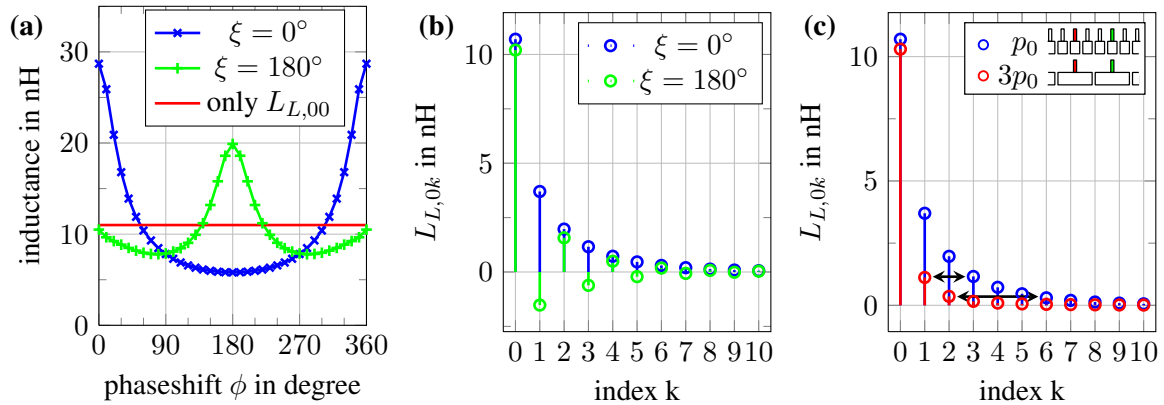 (a)
inductance in nH
30
20
10
0
0 90 180 270 360
phaseshift ϕ in degree
ξ = 0°
ξ = 180°
only L_{L,00}
(b)
L_{L,0k} in nH
10
5
0
0 1 2 3 4 5 6 7 8 9 10
index k
ξ = 0°
ξ = 180°
(c)
L_{L,0k} in nH
10
5
0
0 1 2 3 4 5 6 7 8 9 10
index k
p_0
3p_0